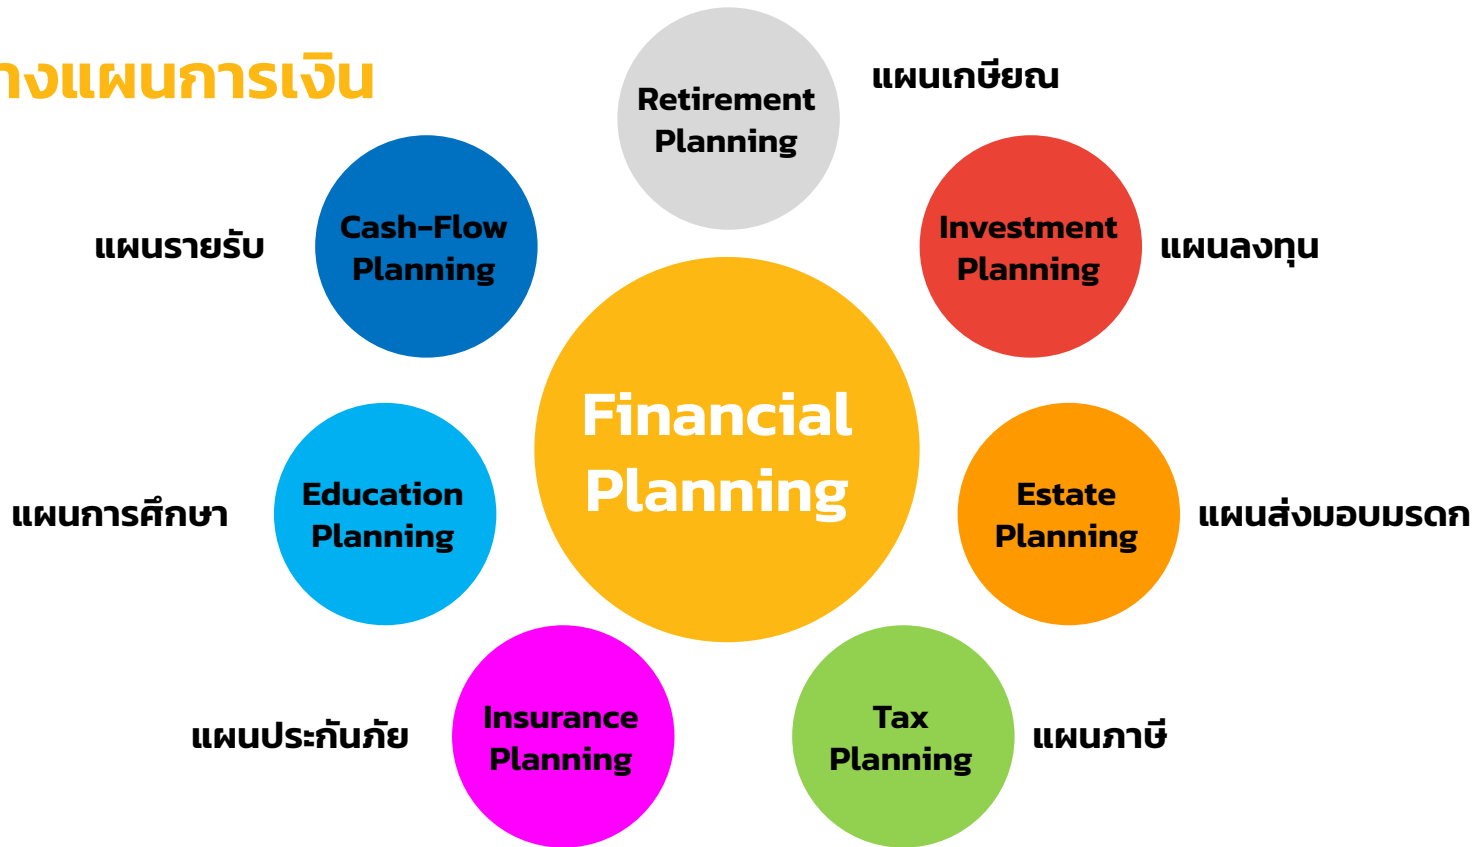 างแผนการเงิน
Retirement
Planning
แผนเกษียณ
Cash-Flow
Planning
แผนรายรับ
Investment
Planning
แผนลงทุน
Financial
Planning
Education
Planning
แผนการศึกษา
Estate
Planning
แผนส่งมอบมรดก
Insurance
Planning
แผนประกันภัย
Tax
Planning
แผนภาษี